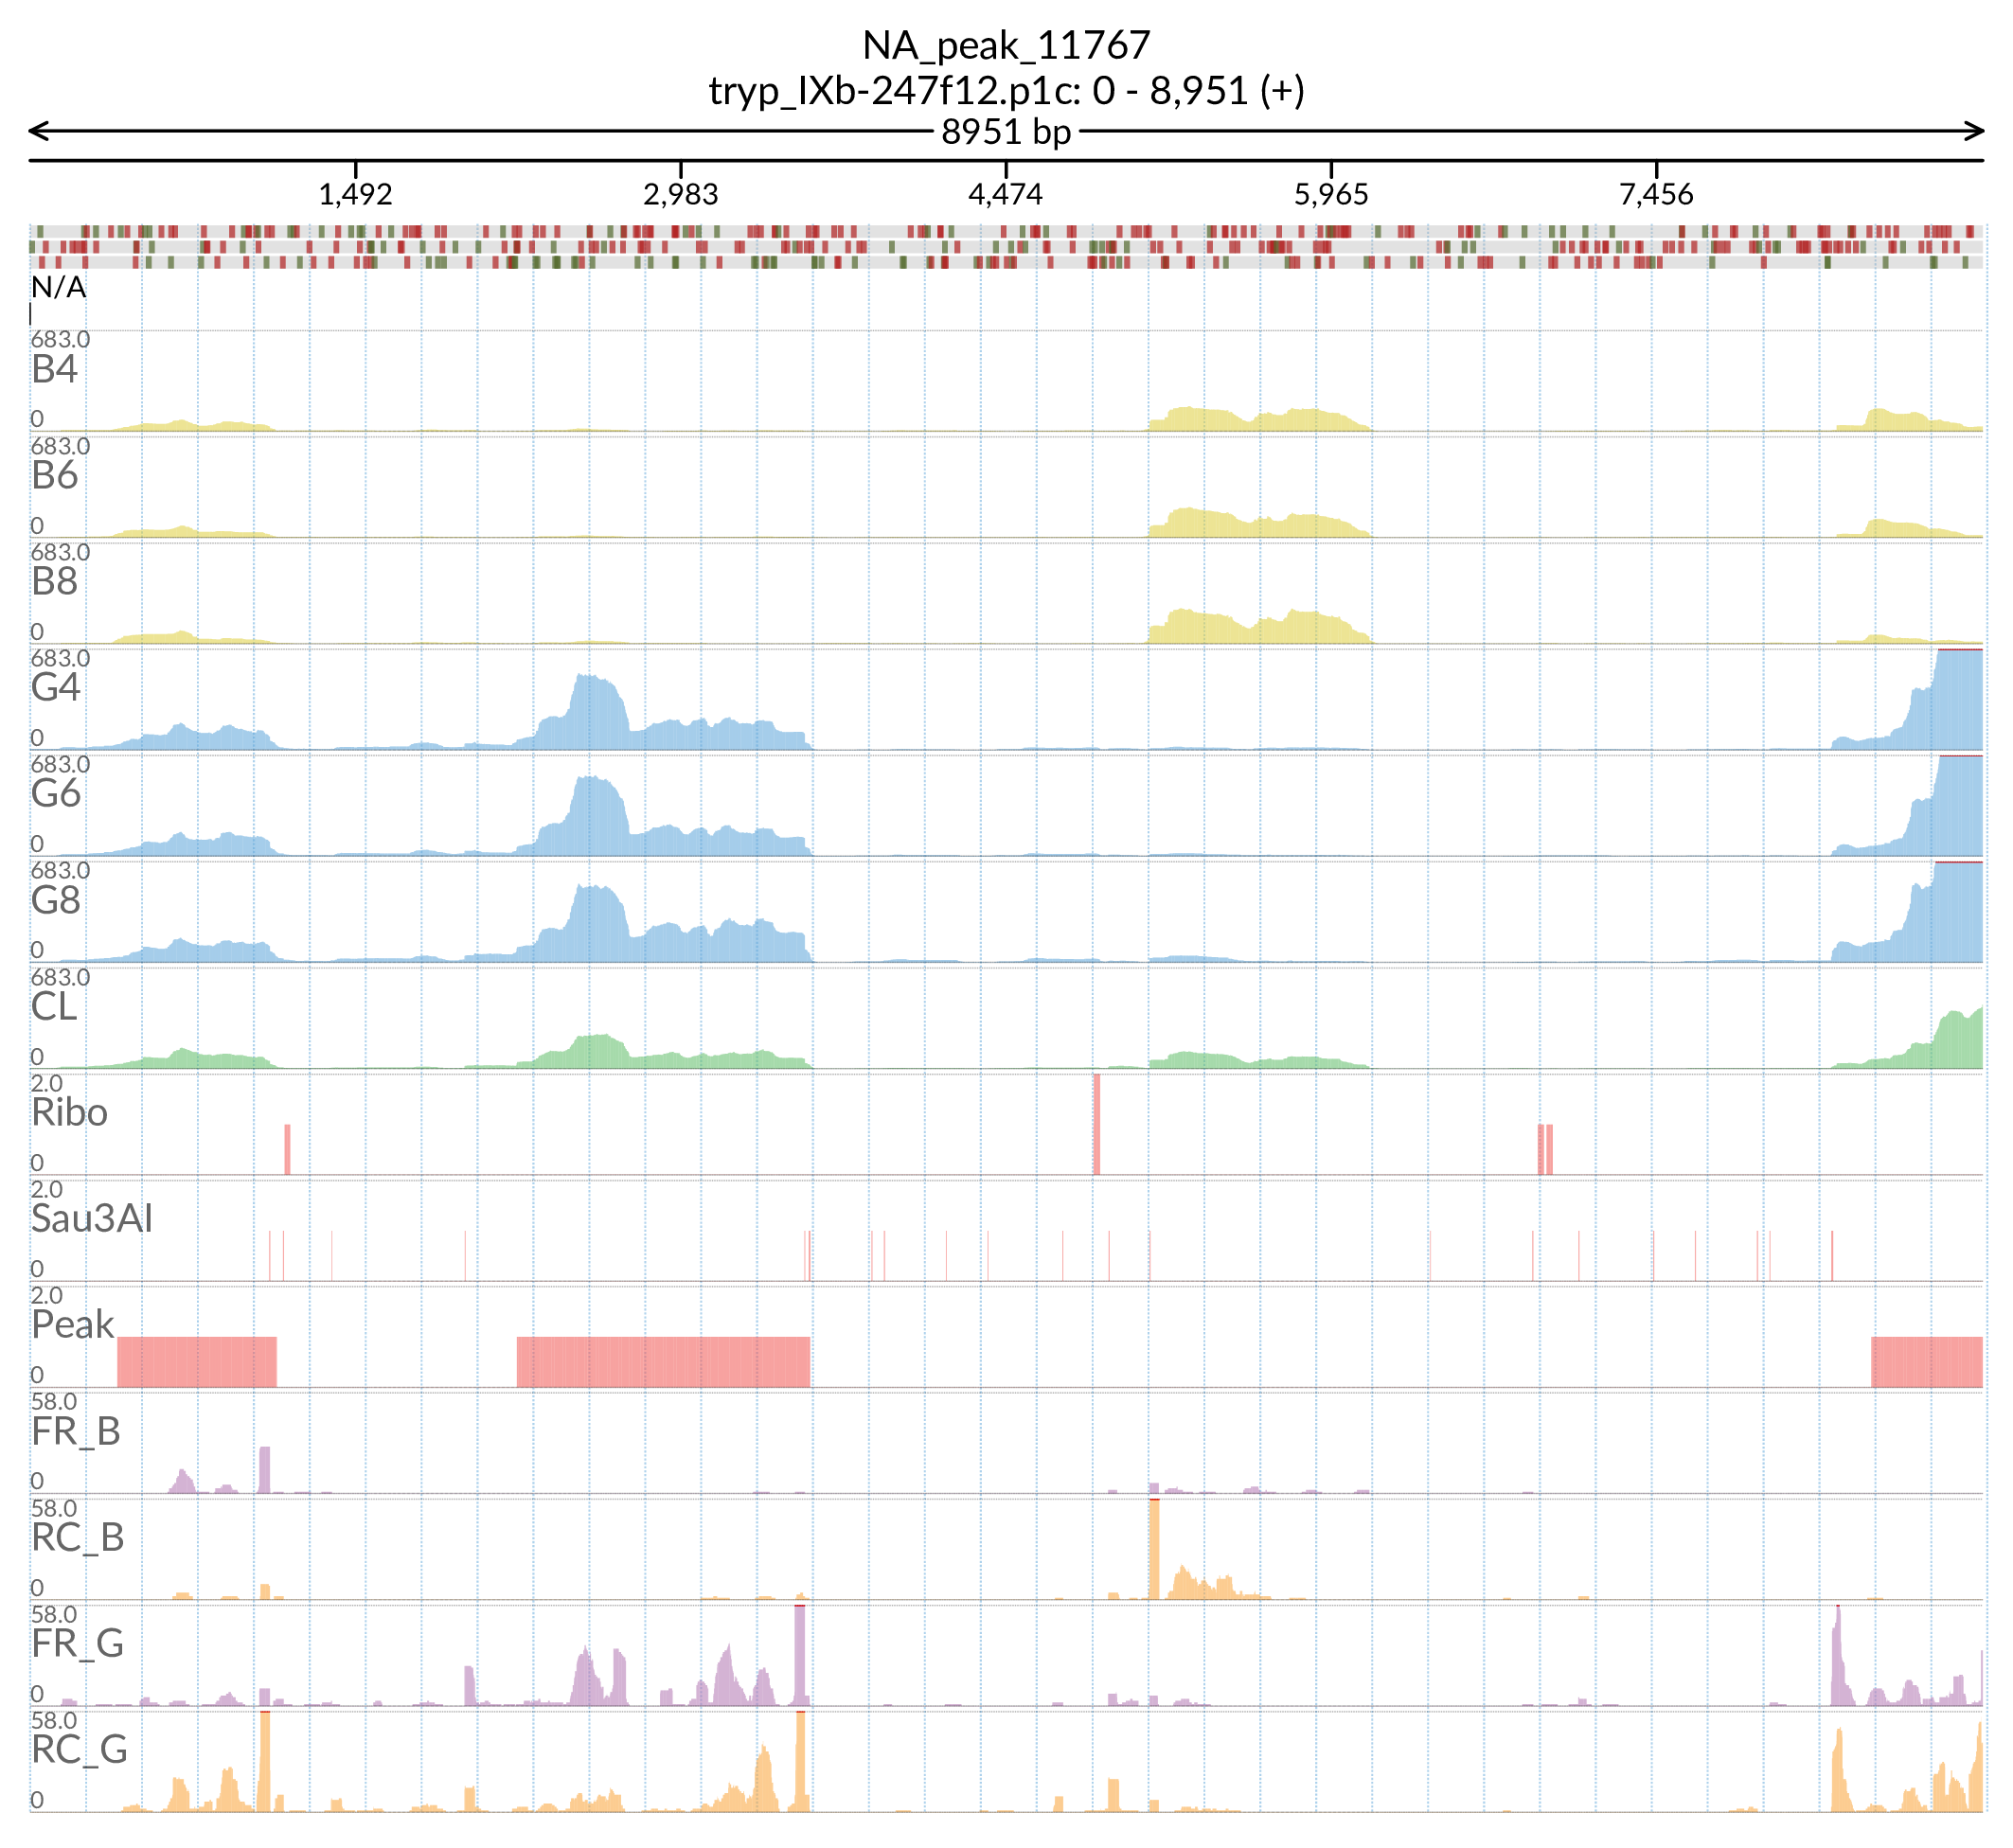 NA_peak_11767
tryp_IXb-247f12.p1c: 0 - 8,951 (+)
8951 bp
1,492 2,983 4,474 5,965 7,456
N/A
683.0
B4
0
683.0
B6
0
683.0
B8
0
683.0
G4
0
683.0
G6
0
683.0
G8
0
683.0
CL
0
2.0
Ribo
0
2.0
Sau3AI
0
2.0
Peak
0
58.0
FR_B
0
58.0
RC_B
0
58.0
FR_G
0
58.0
RC_G
0